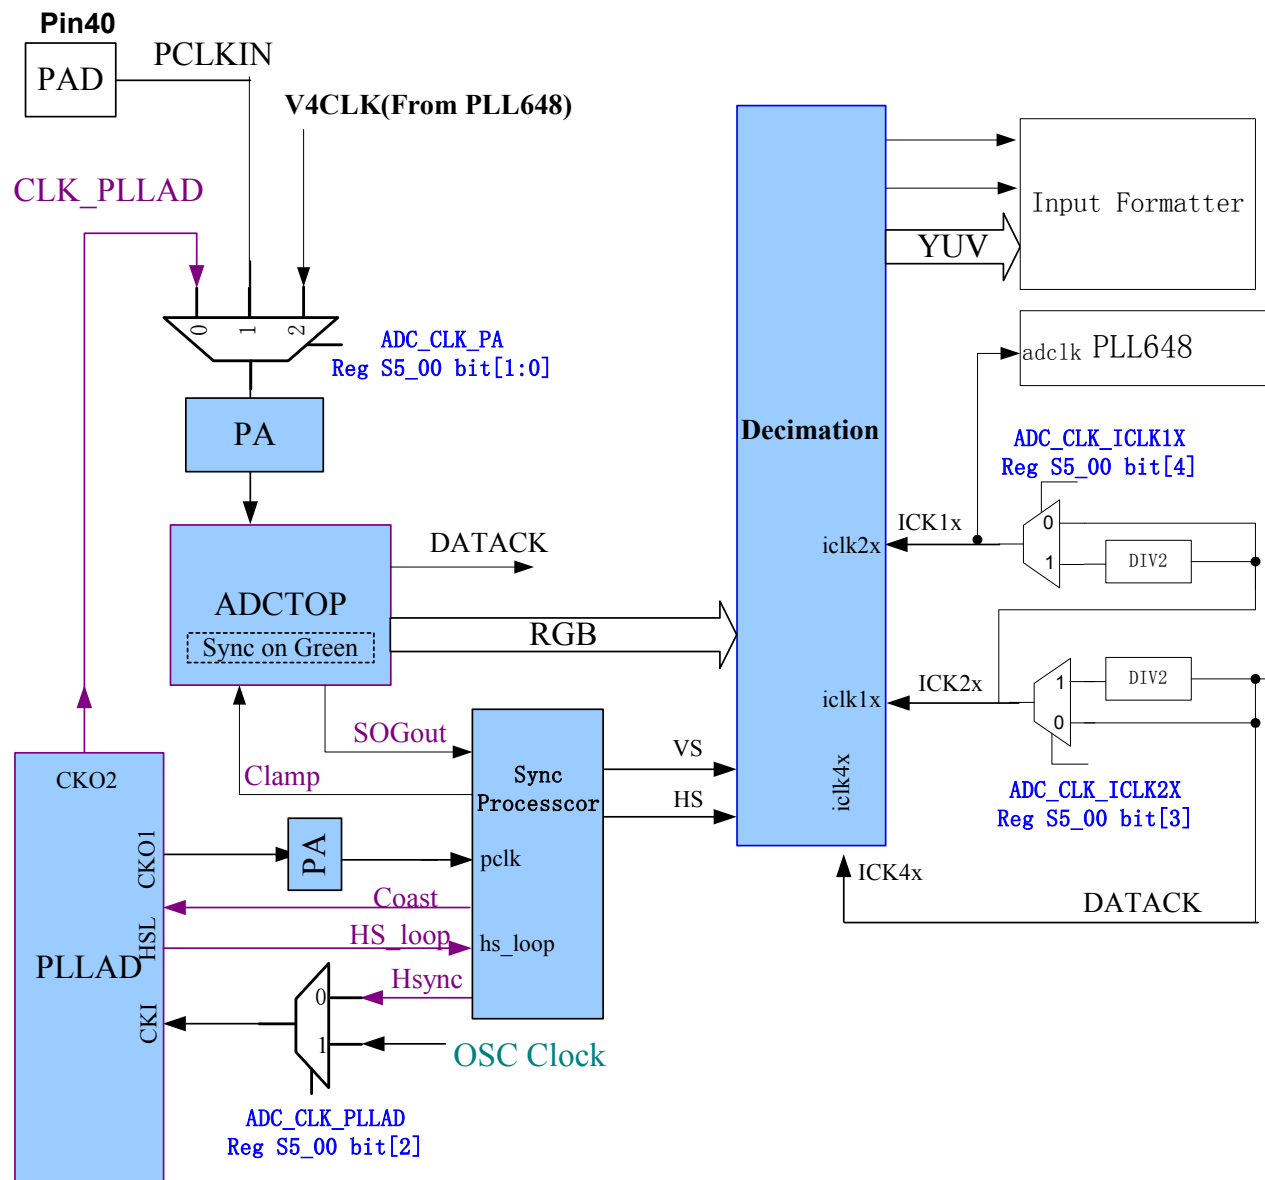 Pin40
PAD
PCLKIN
V4CLK(From PLL648)
CLK_PLLAD
0
1
2
ADC_CLK_PA
Reg S5_00 bit[1:0]
PA
ADCTOP
Sync on Green
DATACK
RGB
SOGout
Clamp
Sync
Processcor
pclk
hs_loop
VS
HS
CKO2
CKO1
HSL
CKI
PLLAD
PA
Coast
HS_loop
Hsync
0
1
OSC Clock
ADC_CLK_PLLAD
Reg S5_00 bit[2]
Decimation
iclk2x
iclk1x
iclk4x
YUV
Input Formatter
adclk PLL648
ADC_CLK_ICLK1X
Reg S5_00 bit[4]
ICK1x
0
1
DIV2
ICK2x
1
0
DIV2
ADC_CLK_ICLK2X
Reg S5_00 bit[3]
ICK4x
DATACK